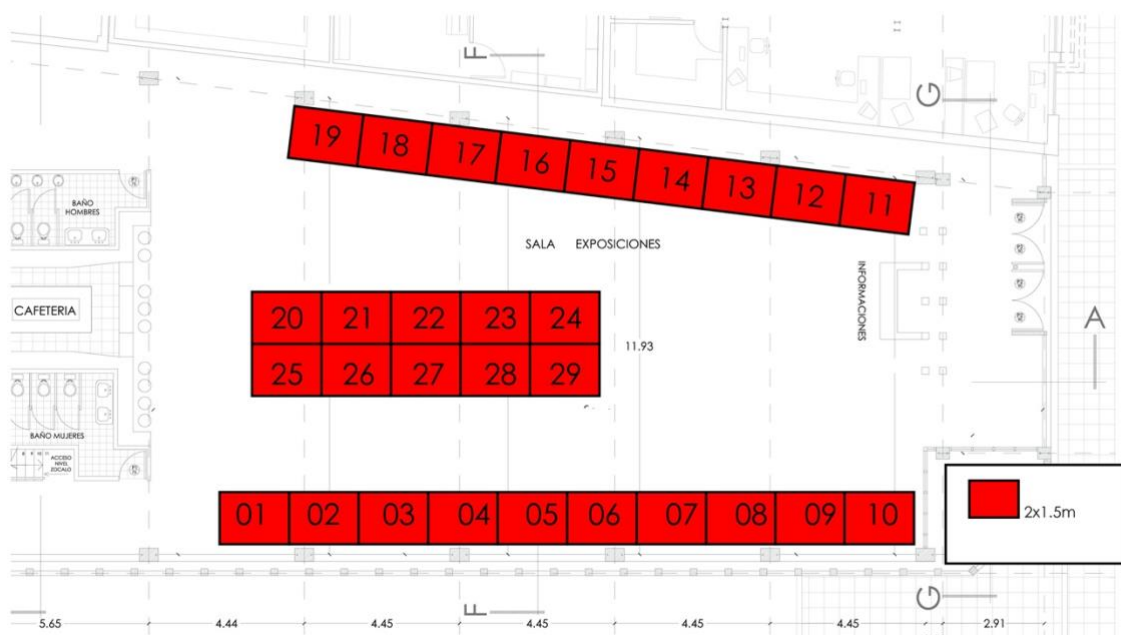 F
G
19 18 17 16 15 14 13 12 11
BAÑO
HOMBRES
SALA EXPOSICIONES
INFORMACIONES
CAFETERIA
20 21 22 23 24
A
11.93
25 26 27 28 29
BAÑO MUJERES
ACCESO
NIVEL
ZOCALO
01 02 03 04 05 06 07 08 09 10
2x1.5m
F
G
5.65 4.44 4.45 4.45 4.45 4.45 2.91